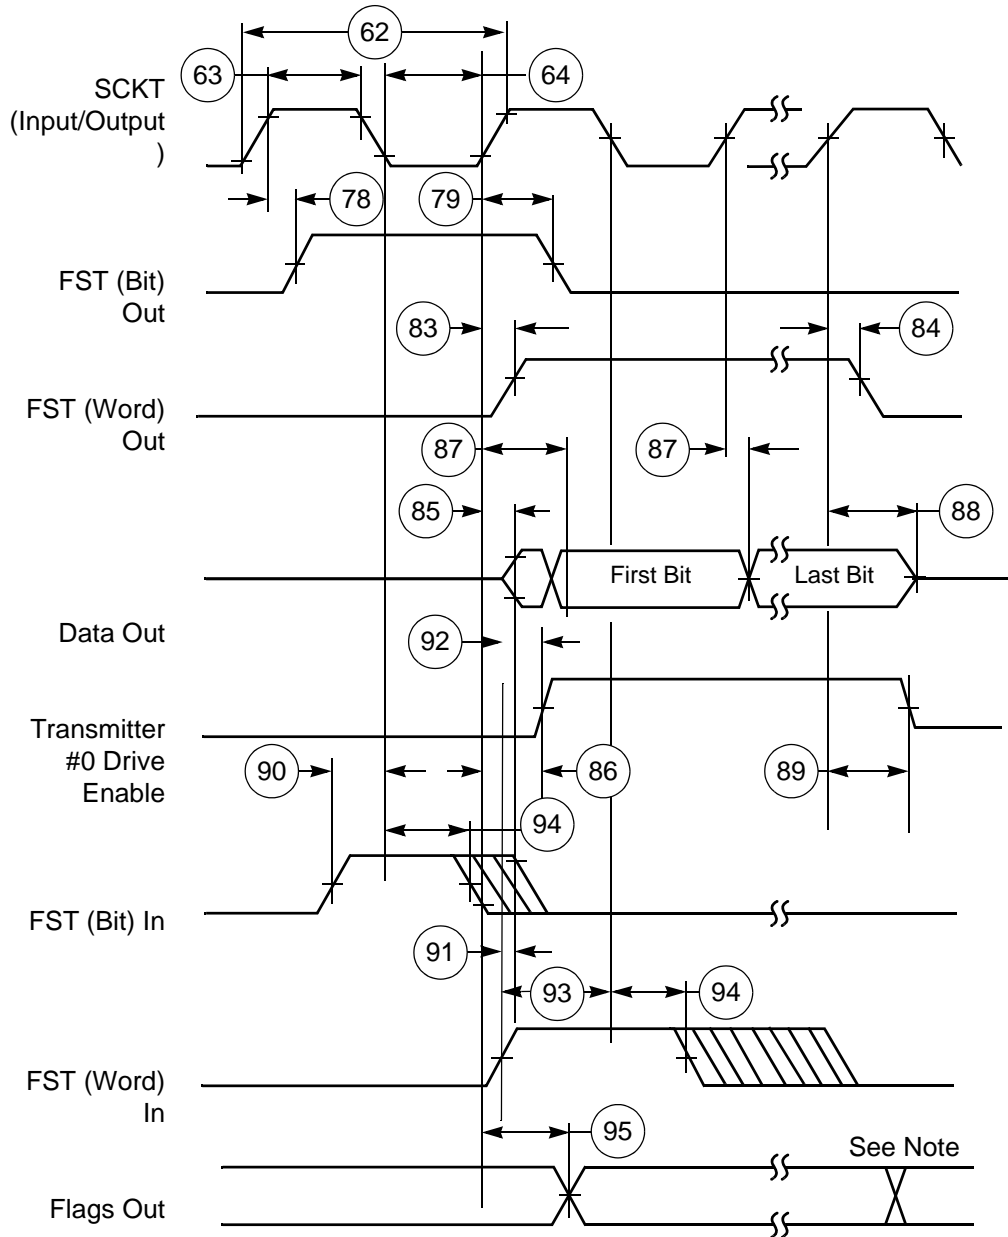 62
63
64
SCKT
(Input/Output
)
78
79
FST (Bit)
Out
83
84
FST (Word)
Out
87
87
85
88
First Bit
Last Bit
Data Out
92
Transmitter
#0 Drive
Enable
90
86
89
94
FST (Bit) In
91
93
94
FST (Word)
In
95
See Note
Flags Out